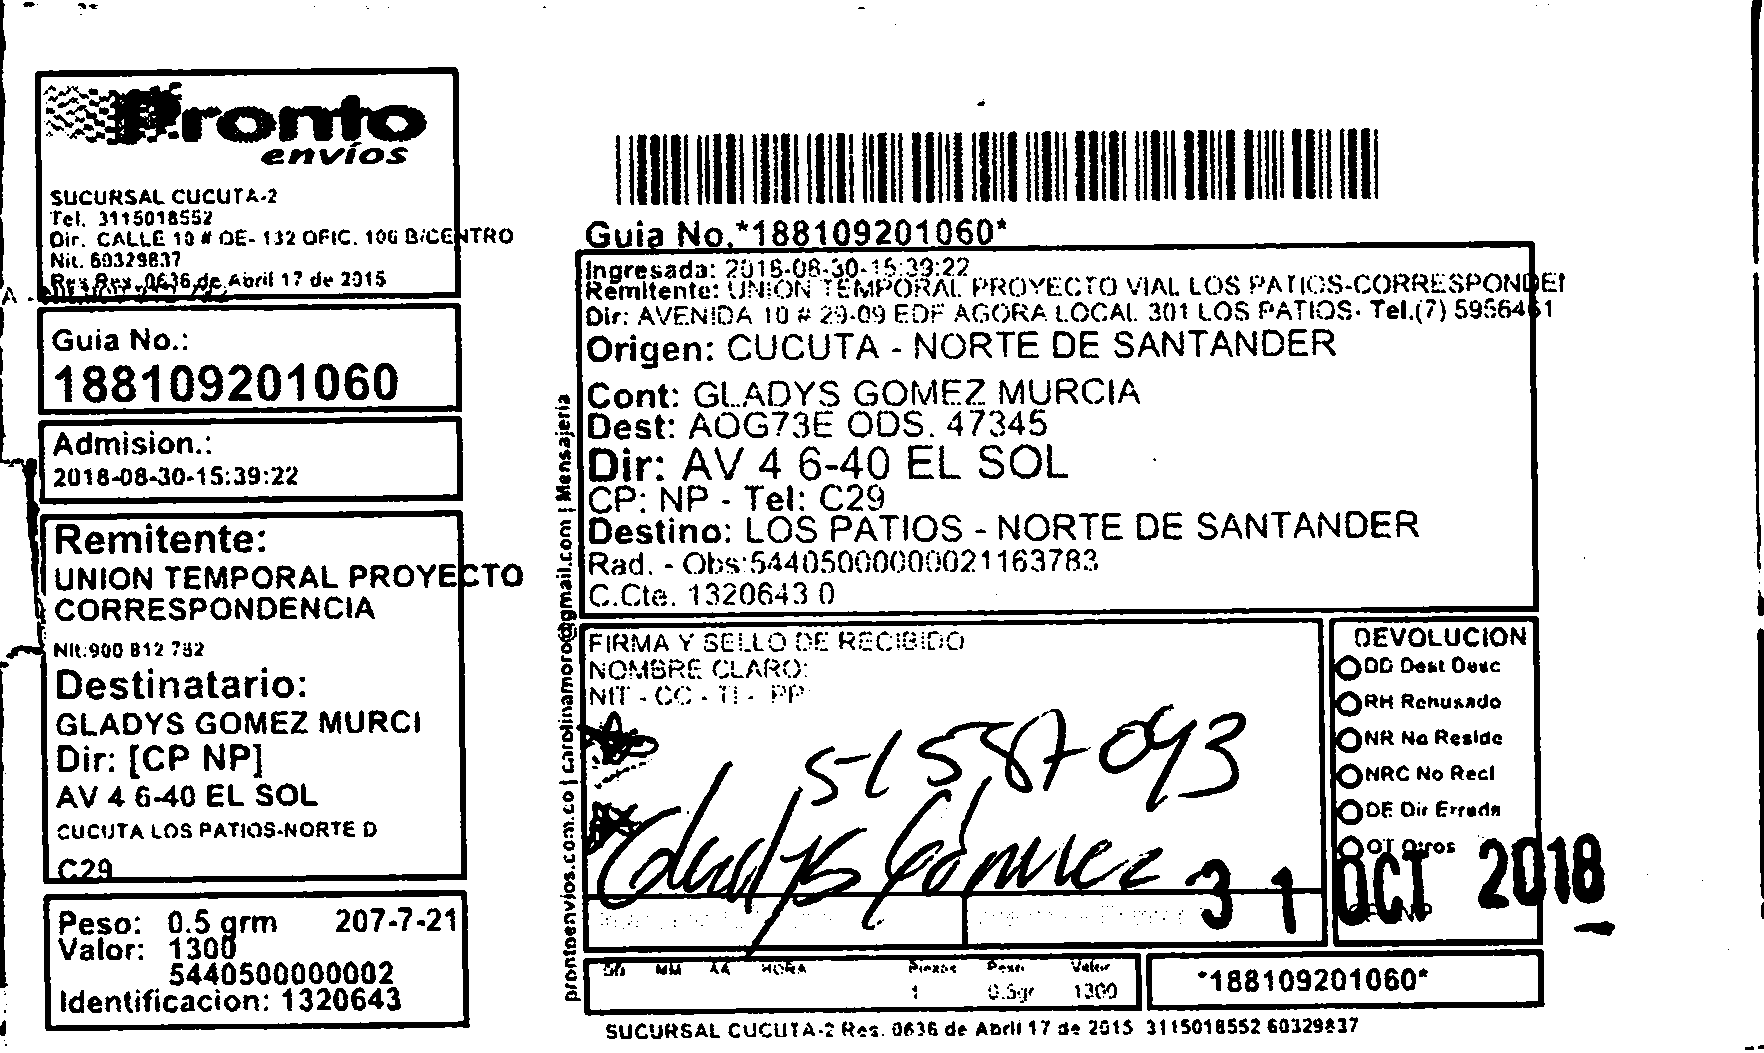 Pronto
envíos
SUCURSAL CUCUTA-2
Tel. 3115018552
Dir. CALLE 10 # OE- 132 OFIC. 106 B/CENTRO
Nit. 60329837
Res Res. 0636 de Abril 17 de 2015
Guia No.:
188109201060
Admision.:
2018-08-30-15:39:22
Remitente:
UNION TEMPORAL PROYECTO
CORRESPONDENCIA
Nit:900 812 782
Destinatario:
GLADYS GOMEZ MURCI
Dir: [CP NP]
AV 4 6-40 EL SOL
CUCUTA LOS PATIOS-NORTE D
C29
Peso: 0.5 grm 207-7-21
Valor: 1300
5440500000002
Identificacion: 1320643
prontoenvios.com.co | carolinamoro@gmail.com | Mensajeria
Guia No.*188109201060*
Ingresada: 2018-08-30-15:39:22
Remitente: UNION TEMPORAL PROYECTO VIAL LOS PATIOS-CORRESPONDEN
Dir: AVENIDA 10 # 29-09 EDF AGORA LOCAL 301 LOS PATIOS- Tel.(7) 5956461
Origen: CUCUTA - NORTE DE SANTANDER
Cont: GLADYS GOMEZ MURCIA
Dest: AOG73E ODS. 47345
Dir: AV 4 6-40 EL SOL
CP: NP - Tel: C29
Destino: LOS PATIOS - NORTE DE SANTANDER
Rad. - Obs:544050000000021163783
C.Cte. 1320643 0
FIRMA Y SELLO DE RECIBIDO
NOMBRE CLARO:
NIT - CC - TI - PP
51587043
Gladys Gómez
31 OCT 2018
DEVOLUCION
DD Dest Desc
RH Rehusado
NR No Reside
NRC No Recl
DE Dir Errada
OT Otros
DD MM AA HORA Piezas Peso Valor
1 0.5gr 1300
*188109201060*
SUCURSAL CUCUTA-2 Res. 0636 de Abril 17 de 2015 3115018552 60329837